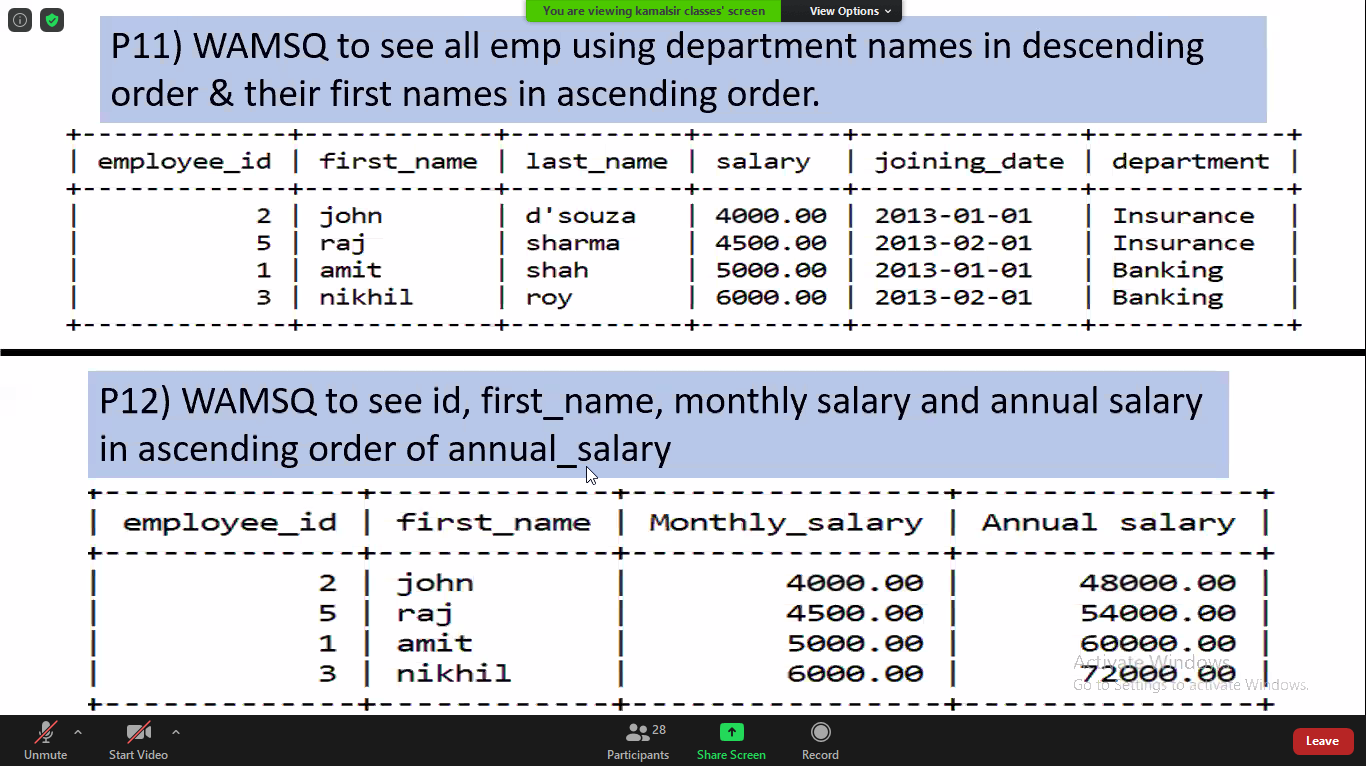 You are viewing kamalsir classes' screen View Options
P11) WAMSQ to see all emp using department names in descending
order & their first names in ascending order.
+-------------+------------+-----------+---------+--------------+------------+
| employee_id | first_name | last_name | salary | joining_date | department |
+-------------+------------+-----------+---------+--------------+------------+
| 2 | john | d'souza | 4000.00 | 2013-01-01 | Insurance |
| 5 | raj | sharma | 4500.00 | 2013-02-01 | Insurance |
| 1 | amit | shah | 5000.00 | 2013-01-01 | Banking |
| 3 | nikhil | roy | 6000.00 | 2013-02-01 | Banking |
+-------------+------------+-----------+---------+--------------+------------+
P12) WAMSQ to see id, first_name, monthly salary and annual salary
in ascending order of annual_salary
+-------------+------------+----------------+---------------+
| employee_id | first_name | Monthly_salary | Annual salary |
+-------------+------------+----------------+---------------+
| 2 | john | 4000.00 | 48000.00 |
| 5 | raj | 4500.00 | 54000.00 |
| 1 | amit | 5000.00 | 60000.00 |
| 3 | nikhil | 6000.00 | 72000.00 |
+-------------+------------+----------------+---------------+
Activate Windows
Go to Settings to activate Windows.
28
Unmute Start Video Participants Share Screen Record Leave